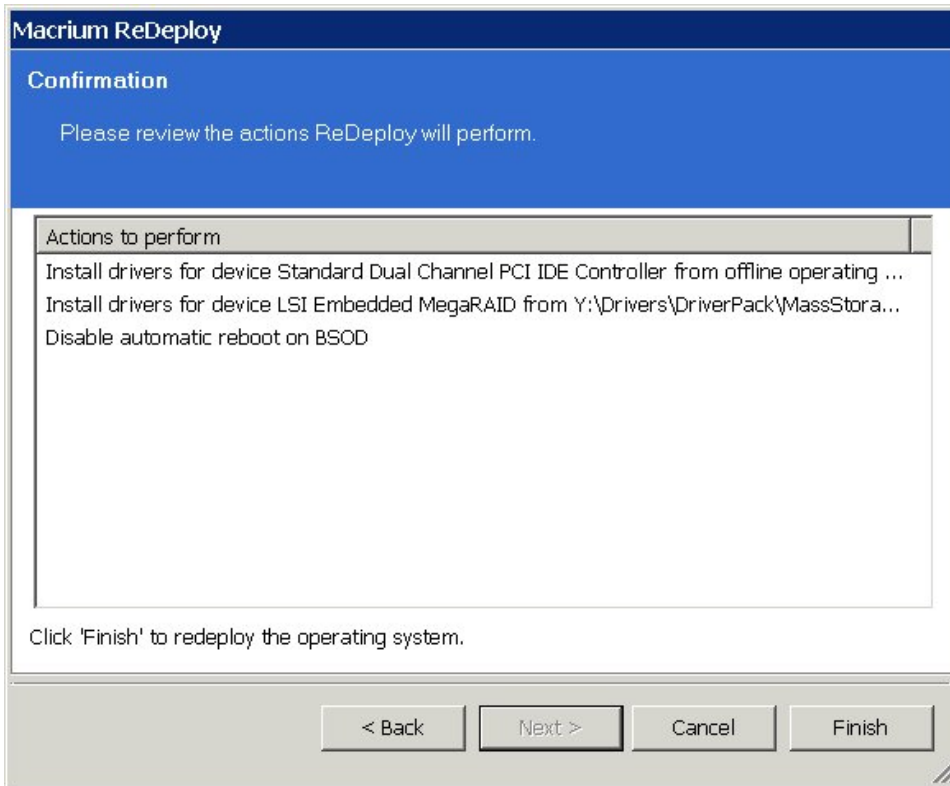 Macrium ReDeploy
Confirmation
Please review the actions ReDeploy will perform.
Actions to perform
Install drivers for device Standard Dual Channel PCI IDE Controller from offline operating ...
Install drivers for device LSI Embedded MegaRAID from Y:\Drivers\DriverPack\MassStora...
Disable automatic reboot on BSOD
Click 'Finish' to redeploy the operating system.
< Back Next > Cancel Finish